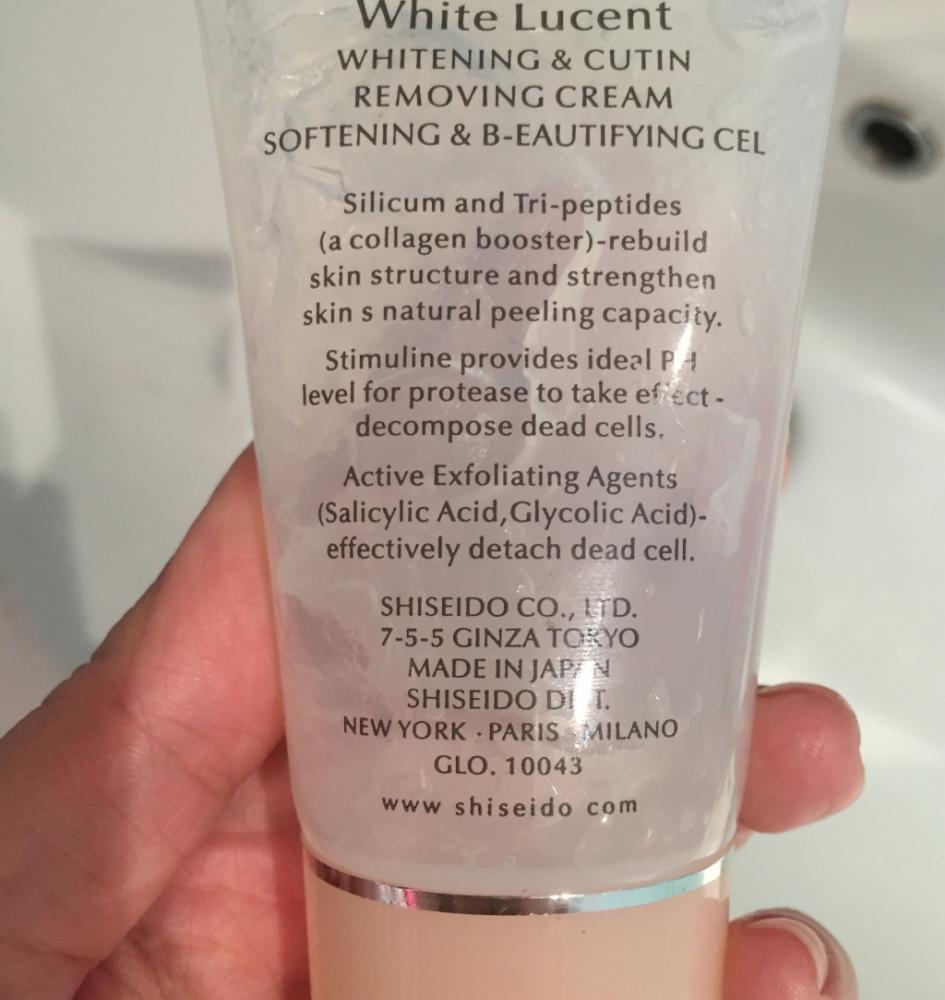 White Lucent
WHITENING & CUTIN
REMOVING CREAM
SOFTENING & B-EAUTIFYING CEL
Silicum and Tri-peptides
(a collagen booster)-rebuild
skin structure and strengthen
skin s natural peeling capacity.
Stimuline provides ideal PH
level for protease to take effect-
decompose dead cells.
Active Exfoliating Agents
(Salicylic Acid,Glycolic Acid)-
effectively detach dead cell.
SHISEIDO CO., LTD.
7-5-5 GINZA TOKYO
MADE IN JAPAN
SHISEIDO
NEW YORK · PARIS · MILANO
GLO. 10043
www shiseido com